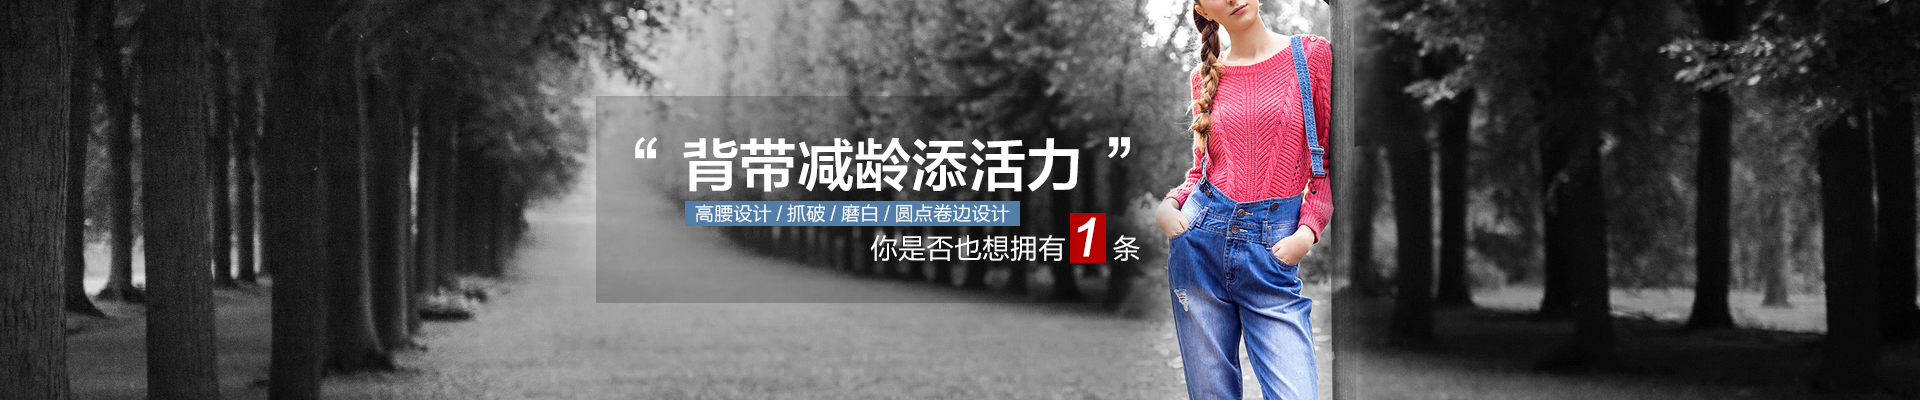 “ 背带减龄添活力 ”
高腰设计 / 抓破 / 磨白 / 圆点卷边设计
你是否也想拥有1条